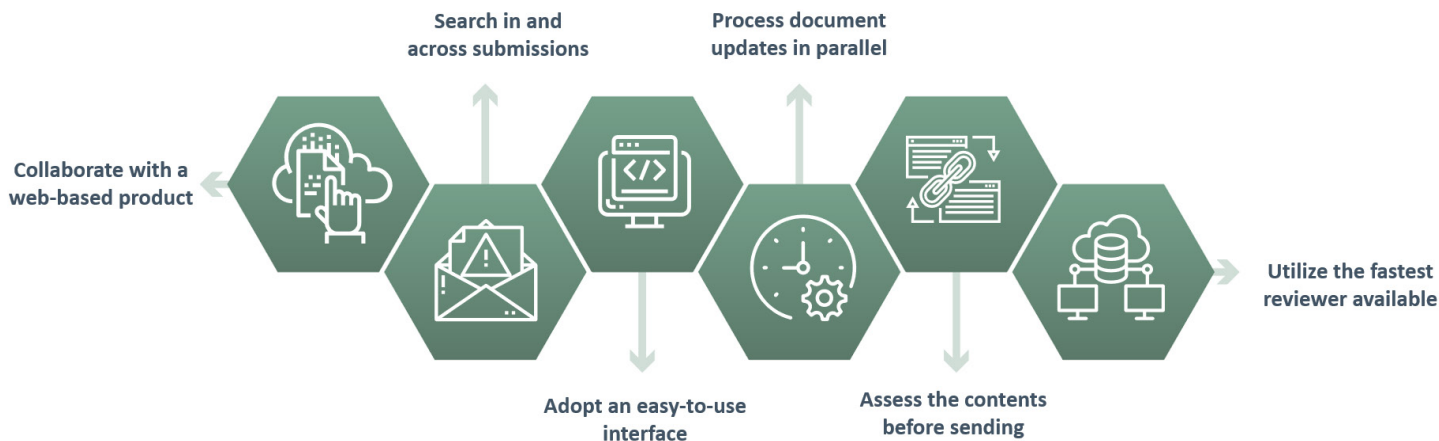 Collaborate with a
web-based product
Search in and
across submissions
Adopt an easy-to-use
interface
Process document
updates in parallel
Assess the contents
before sending
Utilize the fastest
reviewer available